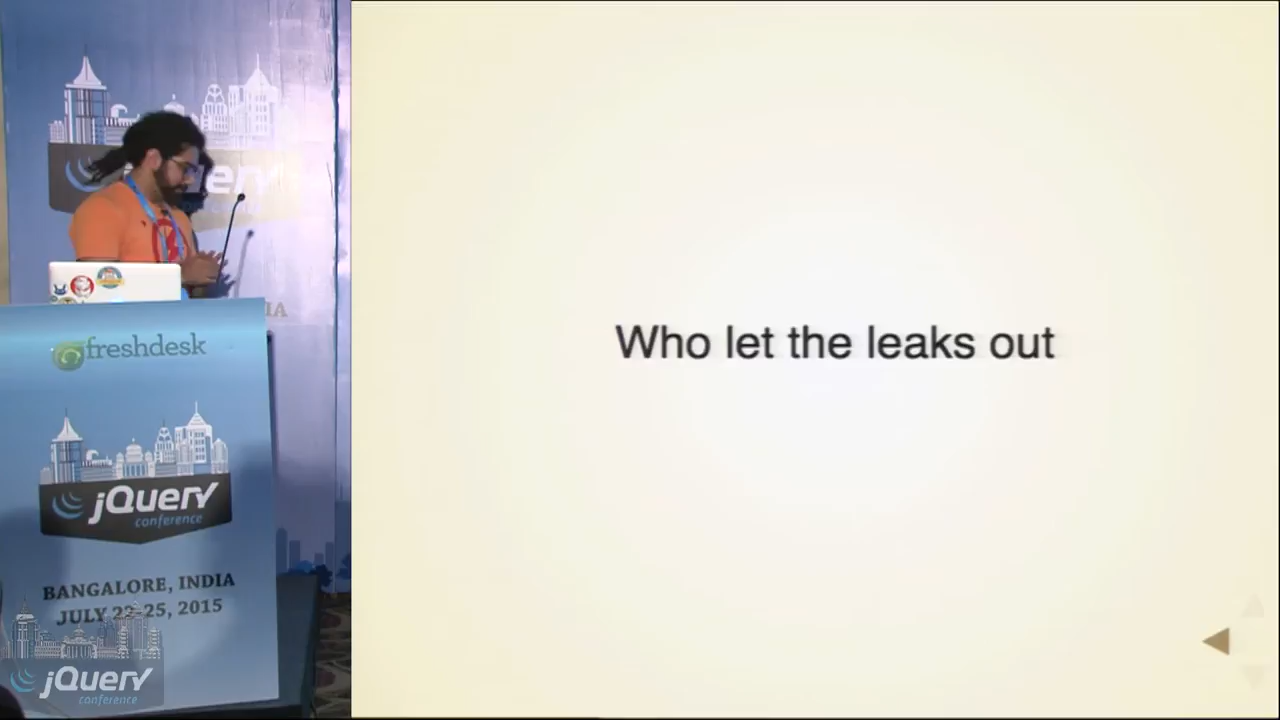 Who let the leaks out
freshdesk
jQuery
conference
BANGALORE, INDIA
JULY 22-25, 2015
jQuery
conference